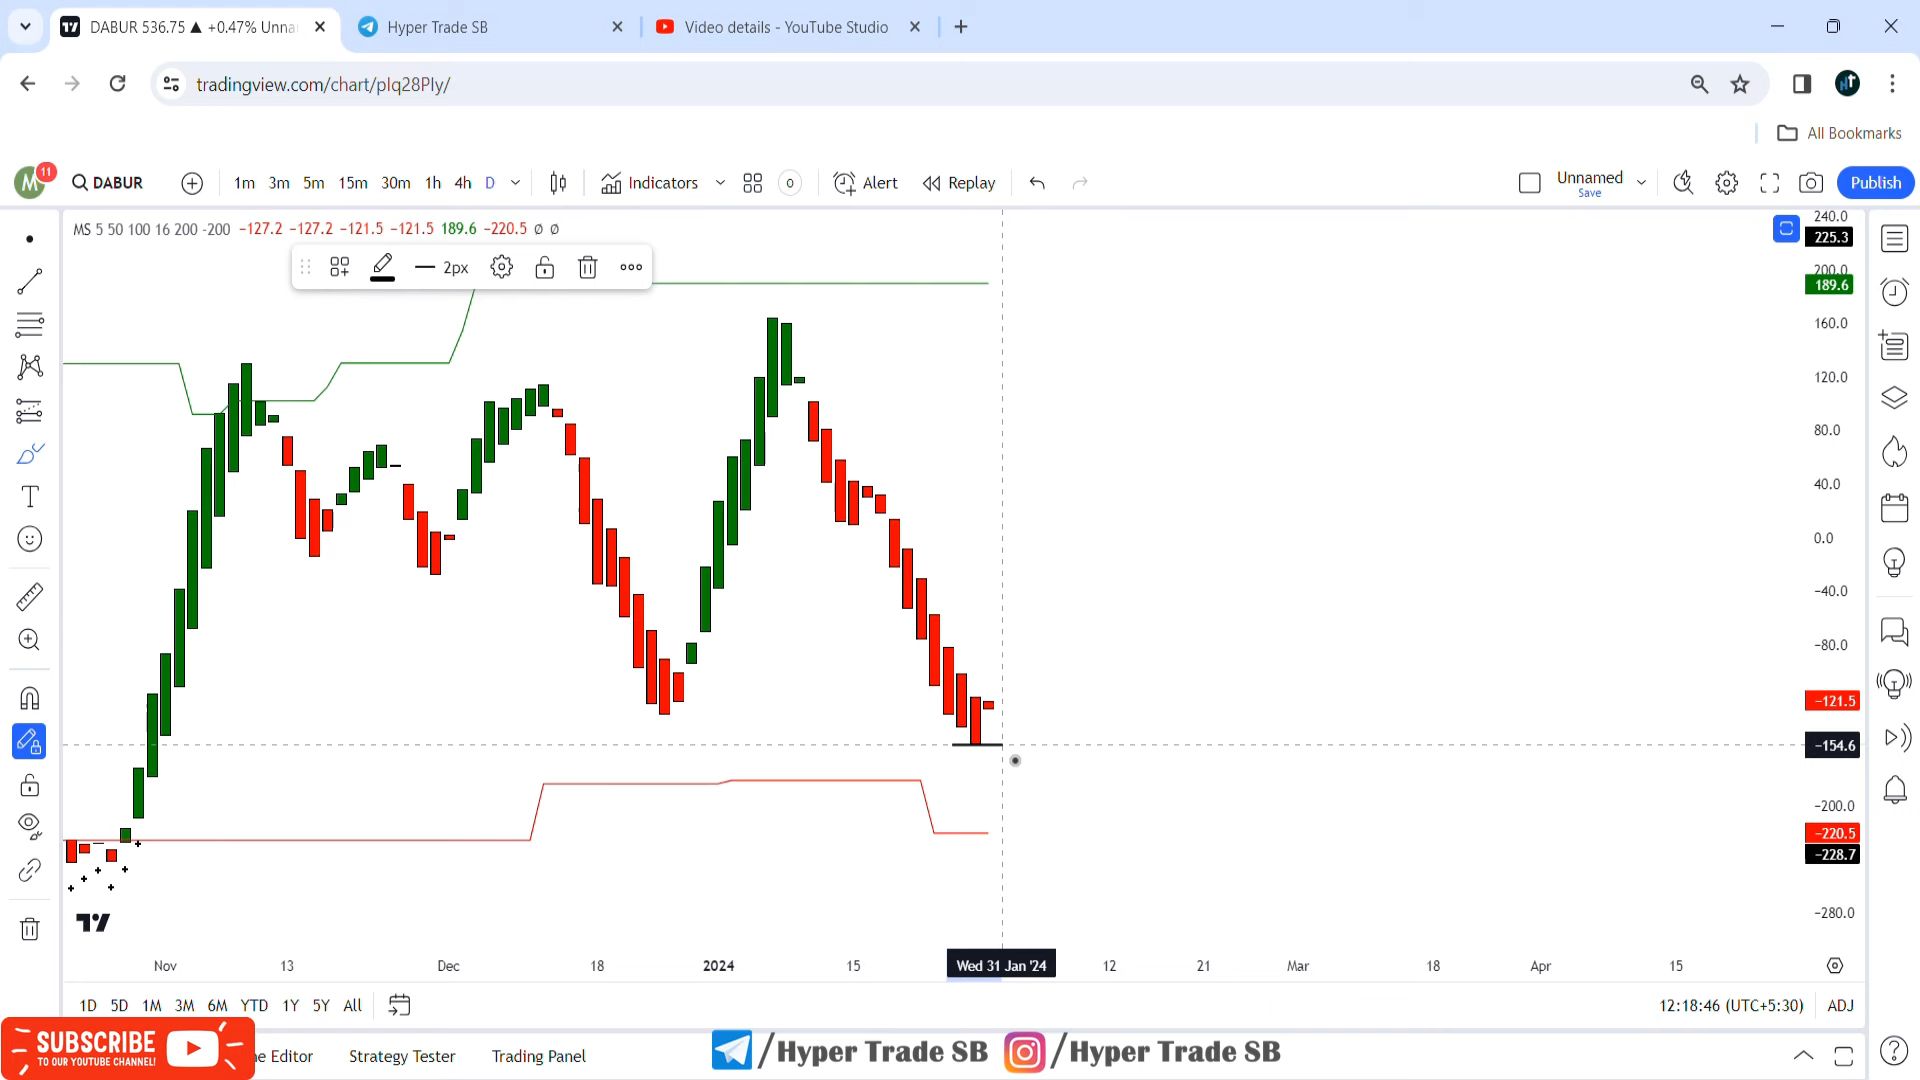 DABUR 536.75 ▲ +0.47% Unna
Hyper Trade SB
Video details - YouTube Studio
tradingview.com/chart/pIq28PIy/
All Bookmarks
M 11
DABUR
1m 3m 5m 15m 30m 1h 4h D
Indicators
0
Alert
Replay
Unnamed
Save
Publish
MS 5 50 100 16 200 -200 −127.2 −127.2 −121.5 −121.5 189.6 −220.5 ∅ ∅
2px
240.0
225.3
200.0
189.6
160.0
120.0
80.0
40.0
0.0
−40.0
−80.0
−121.5
−154.6
−200.0
−220.5
−228.7
−280.0
Nov 13 Dec 18 2024 15 Wed 31 Jan '24 12 21 Mar 18 Apr 15
1D 5D 1M 3M 6M YTD 1Y 5Y All
12:18:46 (UTC+5:30) ADJ
SUBSCRIBE
TO OUR YOUTUBE CHANNEL!
ne Editor
Strategy Tester
Trading Panel
/Hyper Trade SB
/Hyper Trade SB